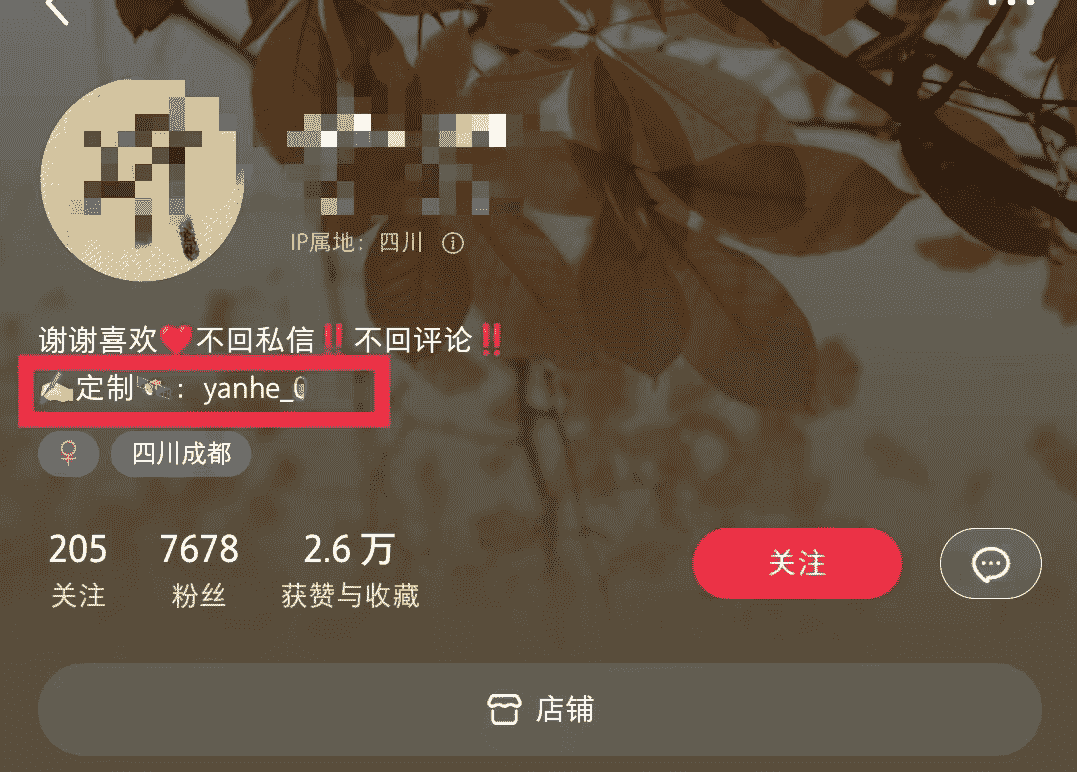 IP属地：四川
谢谢喜欢❤️不回私信‼️不回评论‼️
✍🏻定制🛰️：yanhe_
四川成都
205 7678 2.6万
关注 粉丝 获赞与收藏
关注
店铺